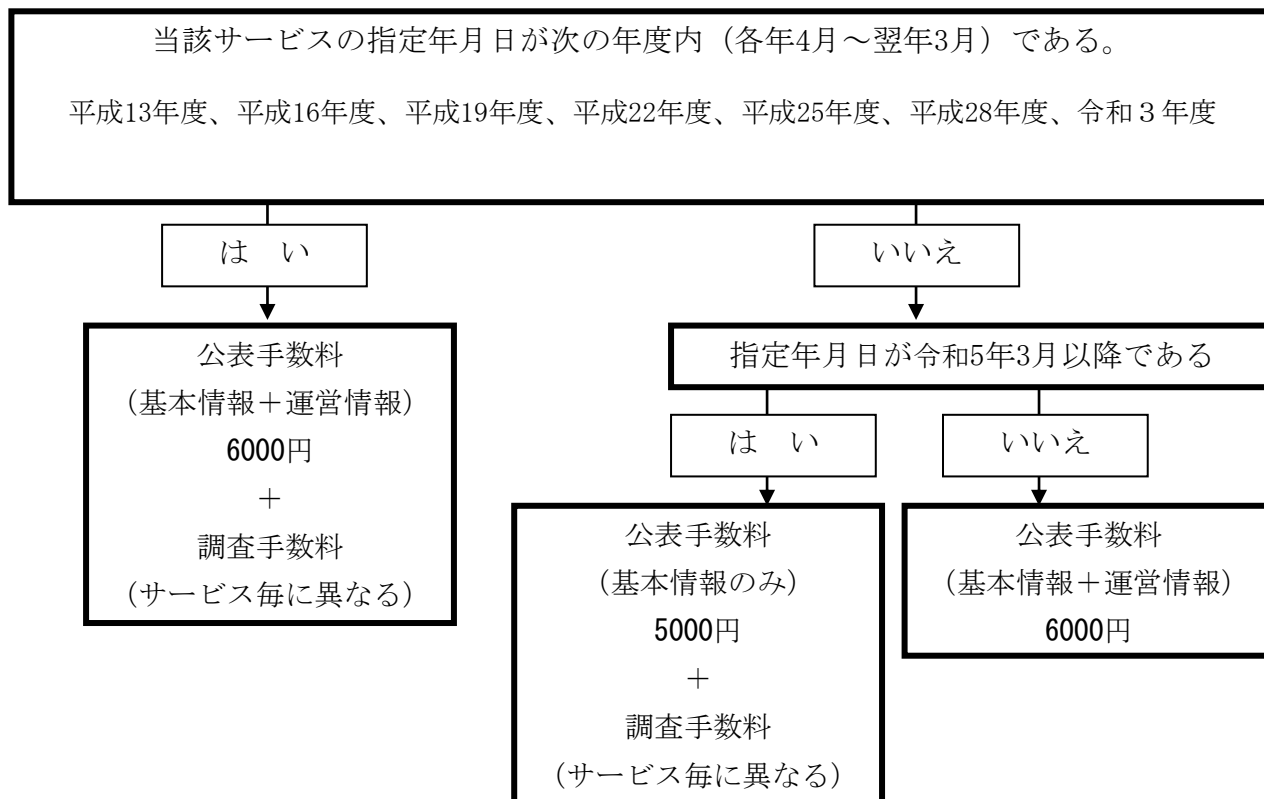 当該サービスの指定年月日が次の年度内（各年4月～翌年3月）である。
平成13年度、平成16年度、平成19年度、平成22年度、平成25年度、平成28年度、令和３年度
は　い
いいえ
公表手数料
（基本情報＋運営情報）
6000円
＋
調査手数料
（サービス毎に異なる）
指定年月日が令和5年3月以降である
は　い
いいえ
公表手数料
（基本情報のみ）
5000円
＋
調査手数料
（サービス毎に異なる）
公表手数料
（基本情報＋運営情報）
6000円